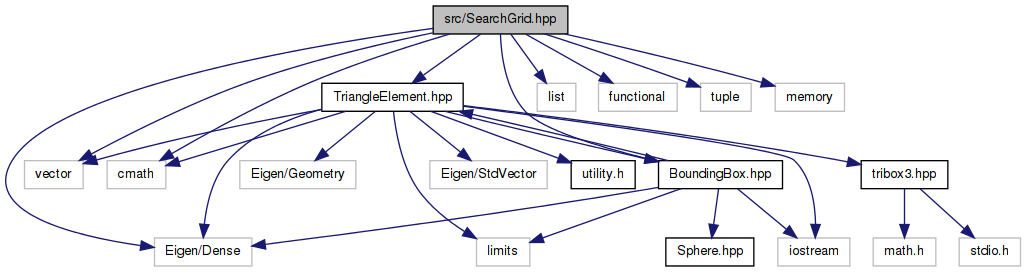 src/SearchGrid.hpp
TriangleElement.hpp
list
functional
tuple
memory
vector
cmath
Eigen/Geometry
Eigen/StdVector
utility.h
BoundingBox.hpp
tribox3.hpp
Eigen/Dense
limits
Sphere.hpp
iostream
math.h
stdio.h